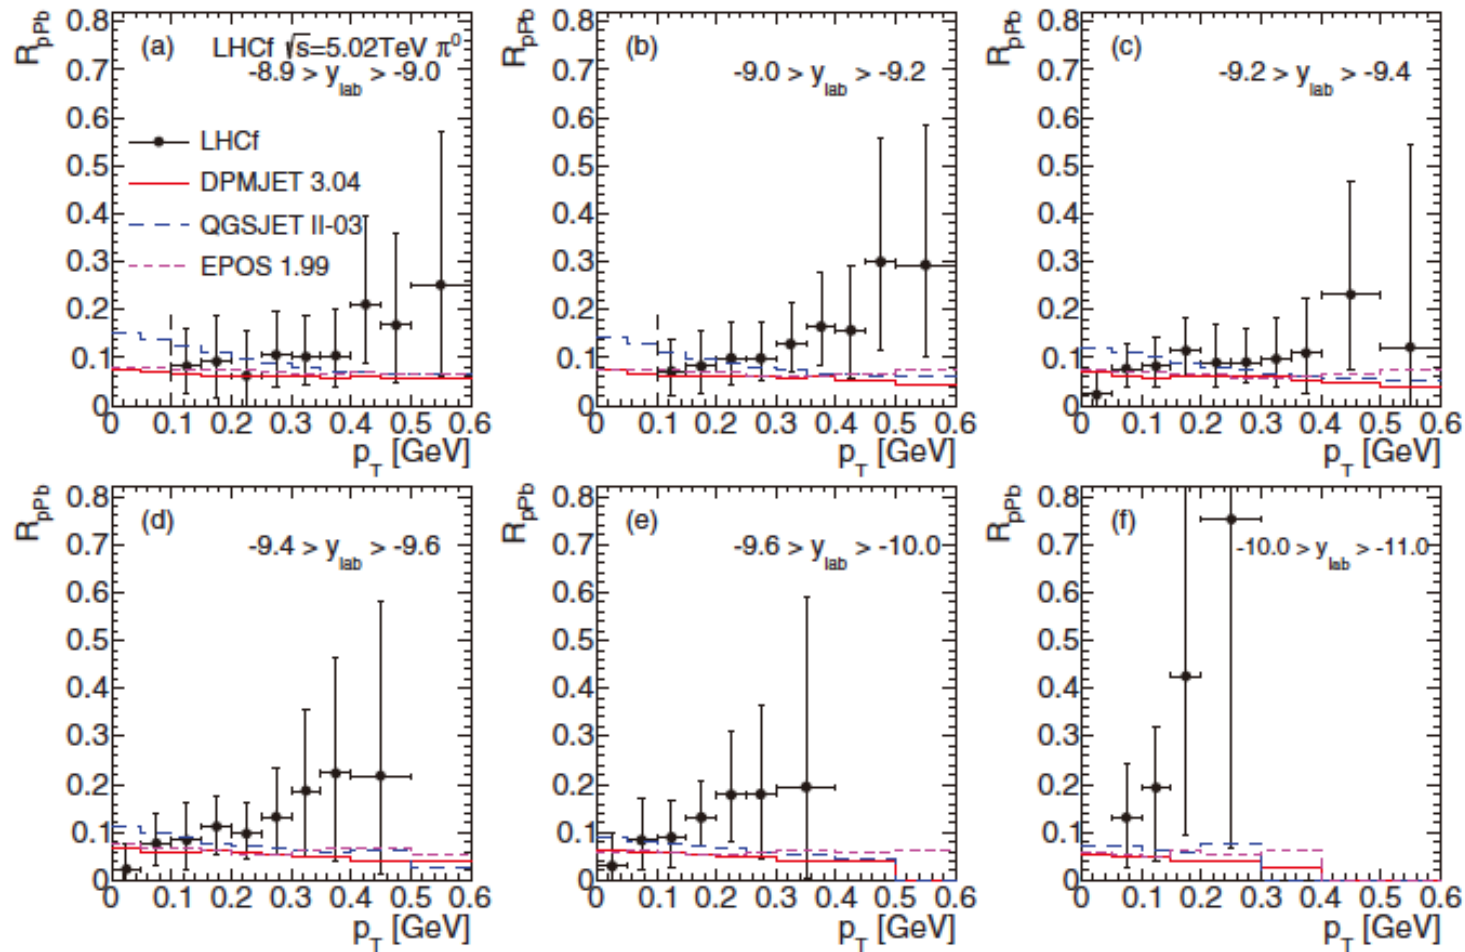 R_pPb
0.8
0.7
0.6
0.5
0.4
0.3
0.2
0.1
0
(a) LHCf √s=5.02TeV π⁰
-8.9 > y_lab > -9.0
LHCf
DPMJET 3.04
QGSJET II-03
EPOS 1.99
0 0.1 0.2 0.3 0.4 0.5 0.6
p_T [GeV]
R_pPb
0.8
0.7
0.6
0.5
0.4
0.3
0.2
0.1
0
(b)
-9.0 > y_lab > -9.2
0 0.1 0.2 0.3 0.4 0.5 0.6
p_T [GeV]
R_pPb
0.8
0.7
0.6
0.5
0.4
0.3
0.2
0.1
0
(c)
-9.2 > y_lab > -9.4
0 0.1 0.2 0.3 0.4 0.5 0.6
p_T [GeV]
R_pPb
0.8
0.7
0.6
0.5
0.4
0.3
0.2
0.1
0
(d)
-9.4 > y_lab > -9.6
0 0.1 0.2 0.3 0.4 0.5 0.6
p_T [GeV]
R_pPb
0.8
0.7
0.6
0.5
0.4
0.3
0.2
0.1
0
(e)
-9.6 > y_lab > -10.0
0 0.1 0.2 0.3 0.4 0.5 0.6
p_T [GeV]
R_pPb
0.8
0.7
0.6
0.5
0.4
0.3
0.2
0.1
0
(f)
-10.0 > y_lab > -11.0
0 0.1 0.2 0.3 0.4 0.5 0.6
p_T [GeV]